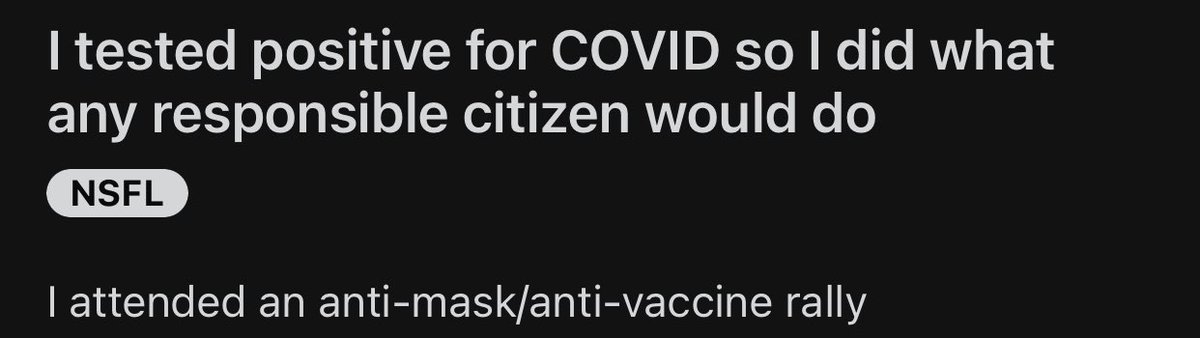 I tested positive for COVID so I did what
any responsible citizen would do
NSFL
I attended an anti-mask/anti-vaccine rally